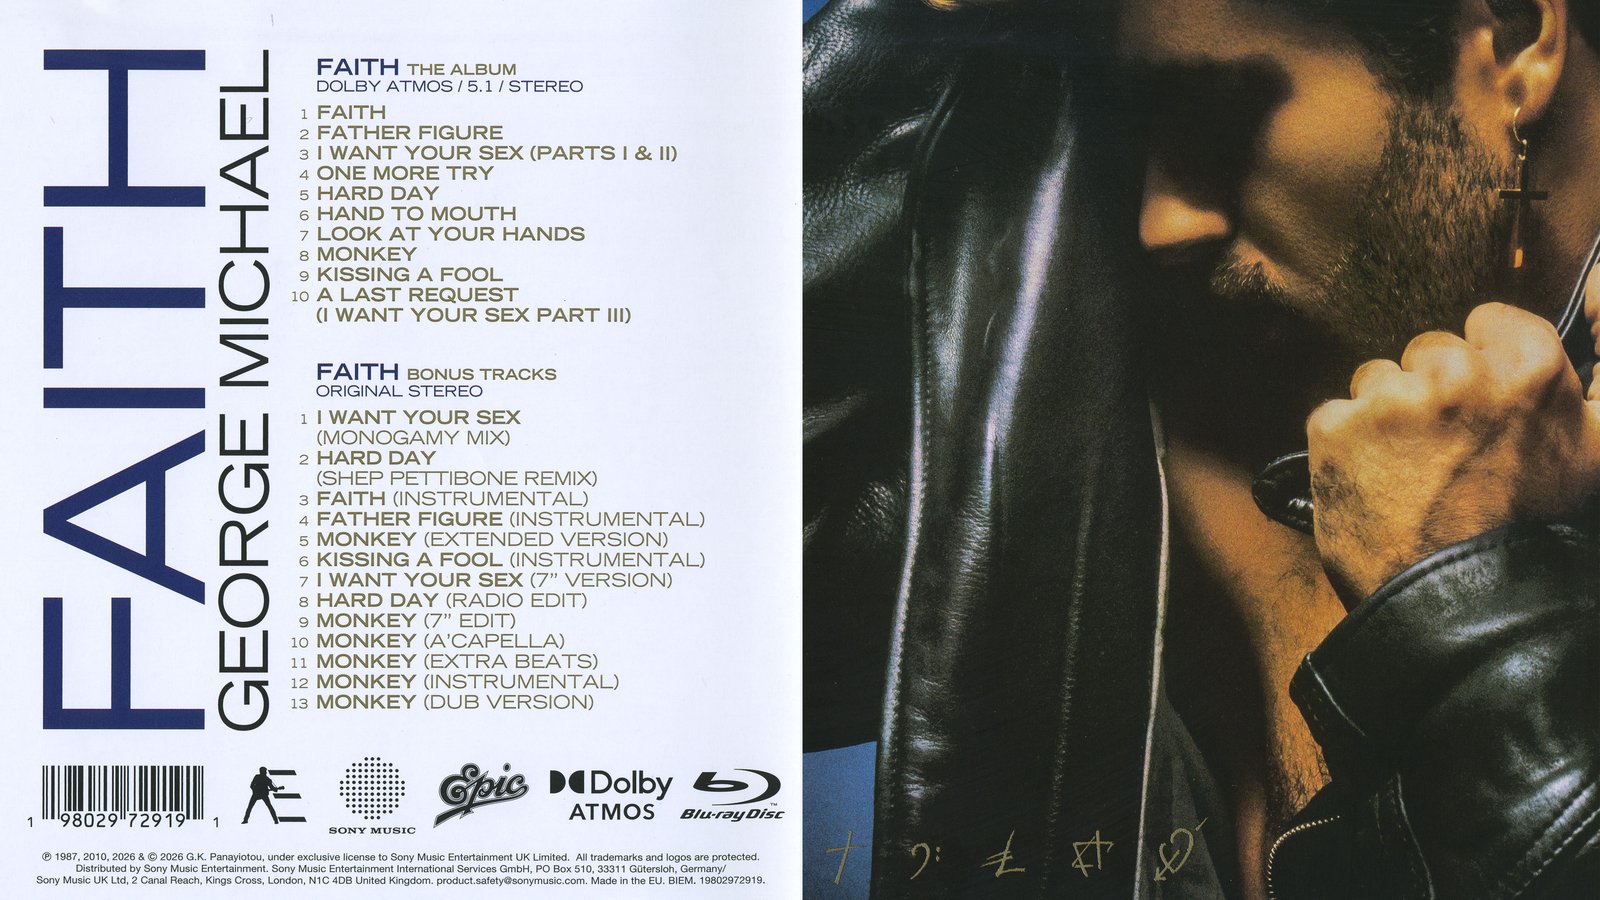 FAITH
GEORGE MICHAEL
FAITH THE ALBUM
DOLBY ATMOS / 5.1 / STEREO
1 FAITH
2 FATHER FIGURE
3 I WANT YOUR SEX (PARTS I & II)
4 ONE MORE TRY
5 HARD DAY
6 HAND TO MOUTH
7 LOOK AT YOUR HANDS
8 MONKEY
9 KISSING A FOOL
10 A LAST REQUEST
(I WANT YOUR SEX PART III)
FAITH BONUS TRACKS
ORIGINAL STEREO
1 I WANT YOUR SEX
(MONOGAMY MIX)
2 HARD DAY
(SHEP PETTIBONE REMIX)
3 FAITH (INSTRUMENTAL)
4 FATHER FIGURE (INSTRUMENTAL)
5 MONKEY (EXTENDED VERSION)
6 KISSING A FOOL (INSTRUMENTAL)
7 I WANT YOUR SEX (7" VERSION)
8 HARD DAY (RADIO EDIT)
9 MONKEY (7" EDIT)
10 MONKEY (A'CAPELLA)
11 MONKEY (EXTRA BEATS)
12 MONKEY (INSTRUMENTAL)
13 MONKEY (DUB VERSION)
1 98029 72919 1
SONY MUSIC
Epic
Dolby
ATMOS
Blu-ray Disc™
℗ 1987, 2010, 2026 & © 2026 G.K. Panayiotou, under exclusive license to Sony Music Entertainment UK Limited. All trademarks and logos are protected.
Distributed by Sony Music Entertainment. Sony Music Entertainment International Services GmbH, PO Box 510, 33311 Gütersloh, Germany/
Sony Music UK Ltd, 2 Canal Reach, Kings Cross, London, N1C 4DB United Kingdom. product.safety@sonymusic.com. Made in the EU. BIEM. 19802972919.